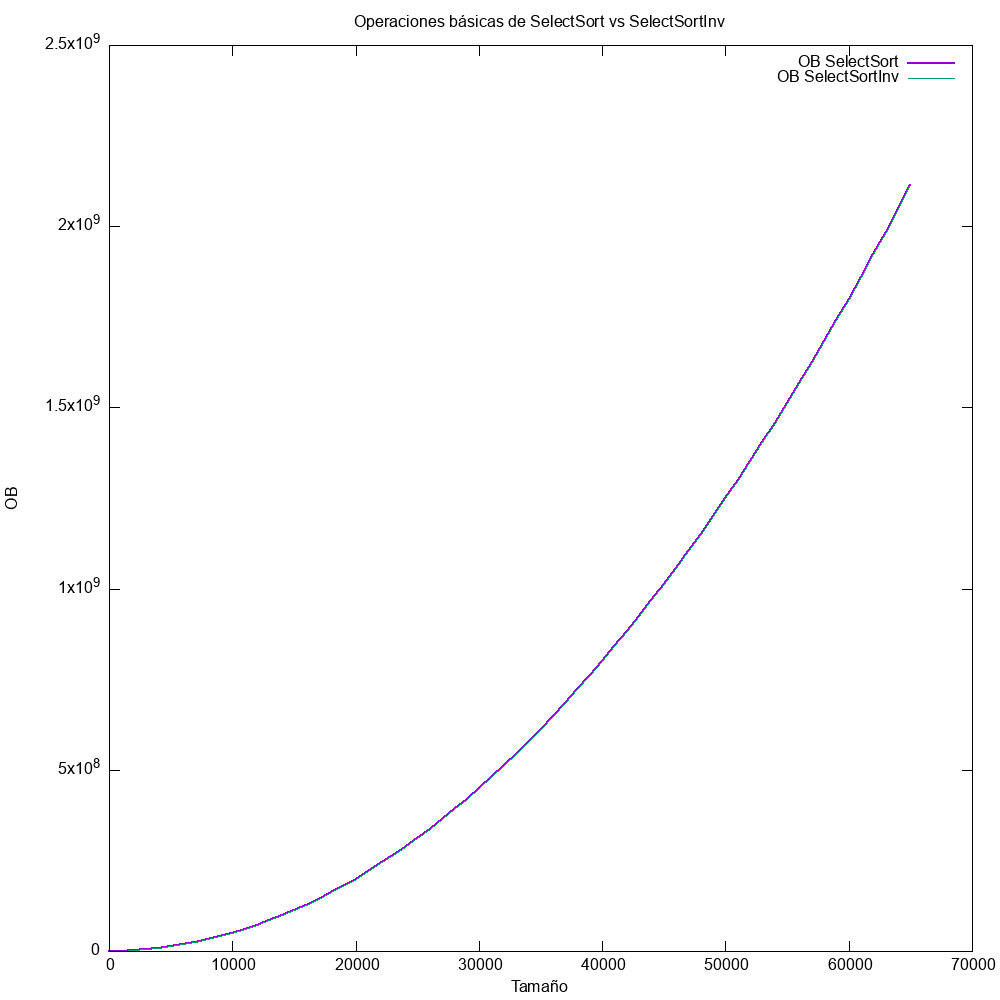 Operaciones básicas de SelectSort vs SelectSortInv
2.5x10⁹
OB SelectSort
OB SelectSortInv
2x10⁹
1.5x10⁹
OB
1x10⁹
5x10⁸
0
0 10000 20000 30000 40000 50000 60000 70000
Tamaño